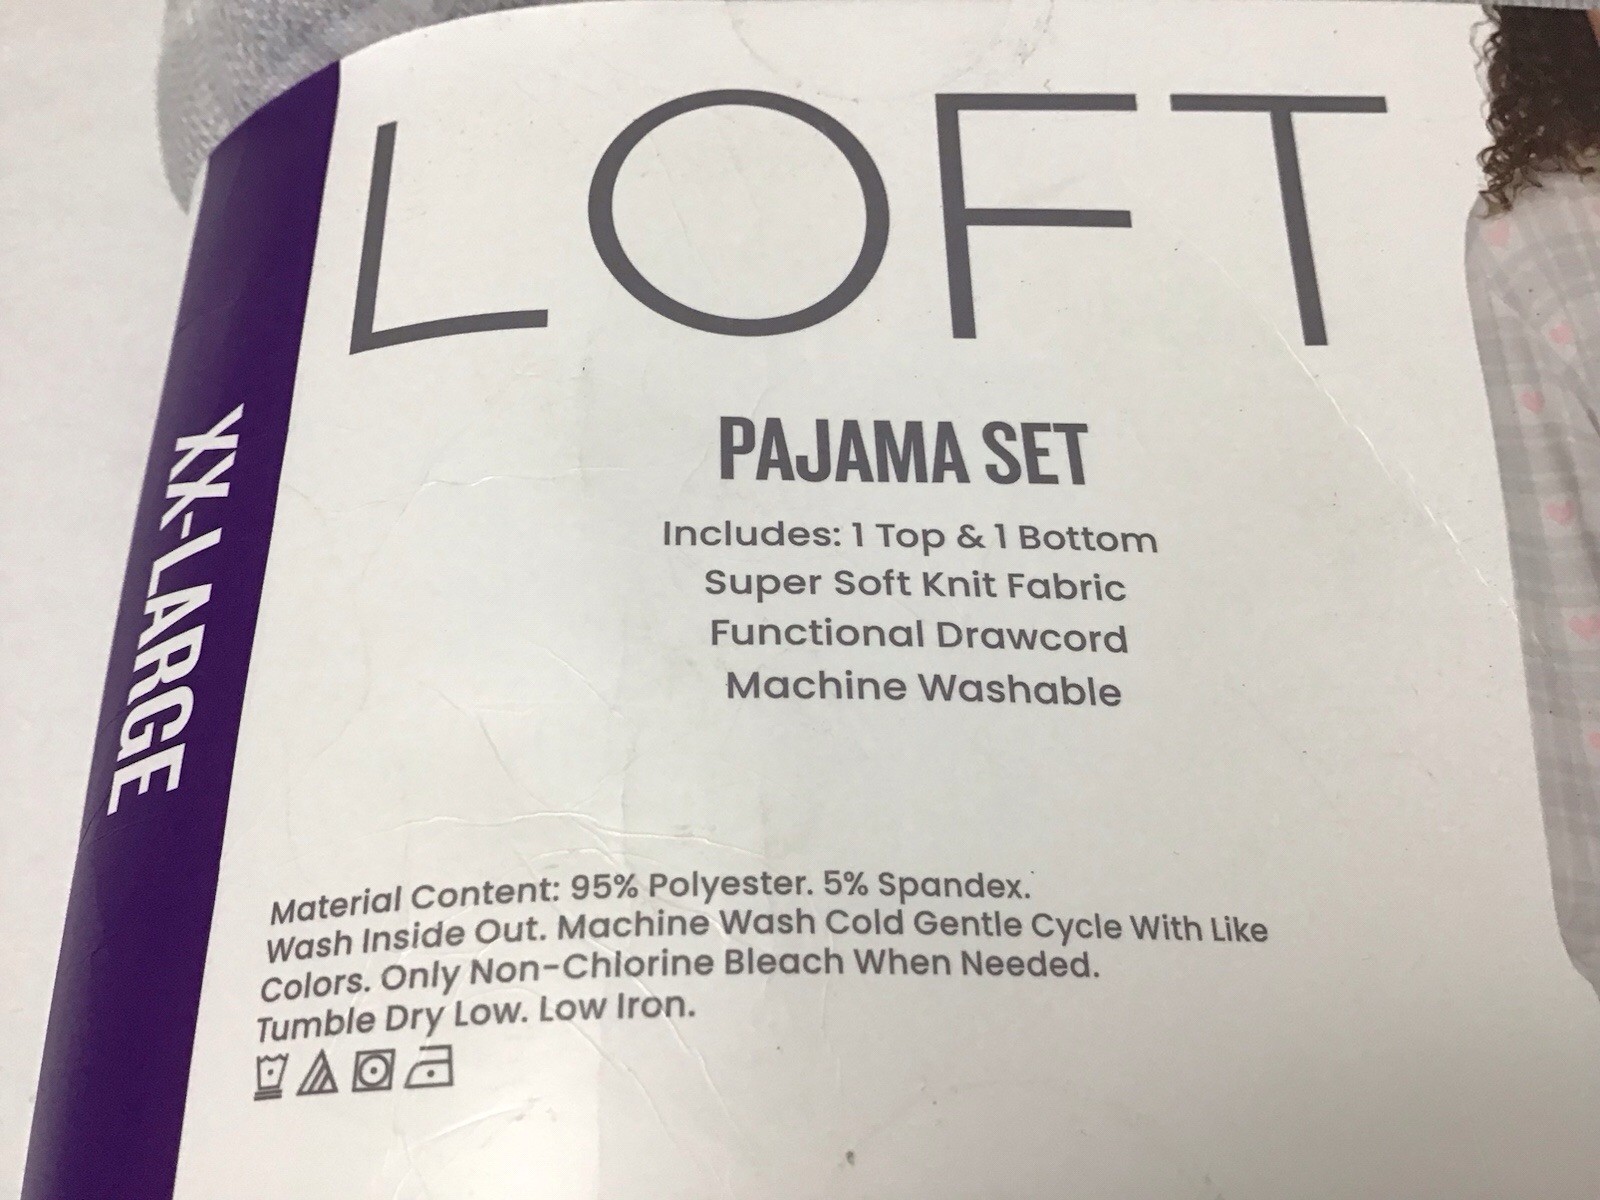 LOFT
XX-LARGE
PAJAMA SET
Includes: 1 Top & 1 Bottom
Super Soft Knit Fabric
Functional Drawcord
Machine Washable
Material Content: 95% Polyester. 5% Spandex.
Wash Inside Out. Machine Wash Cold Gentle Cycle With Like
Colors. Only Non-Chlorine Bleach When Needed.
Tumble Dry Low. Low Iron.